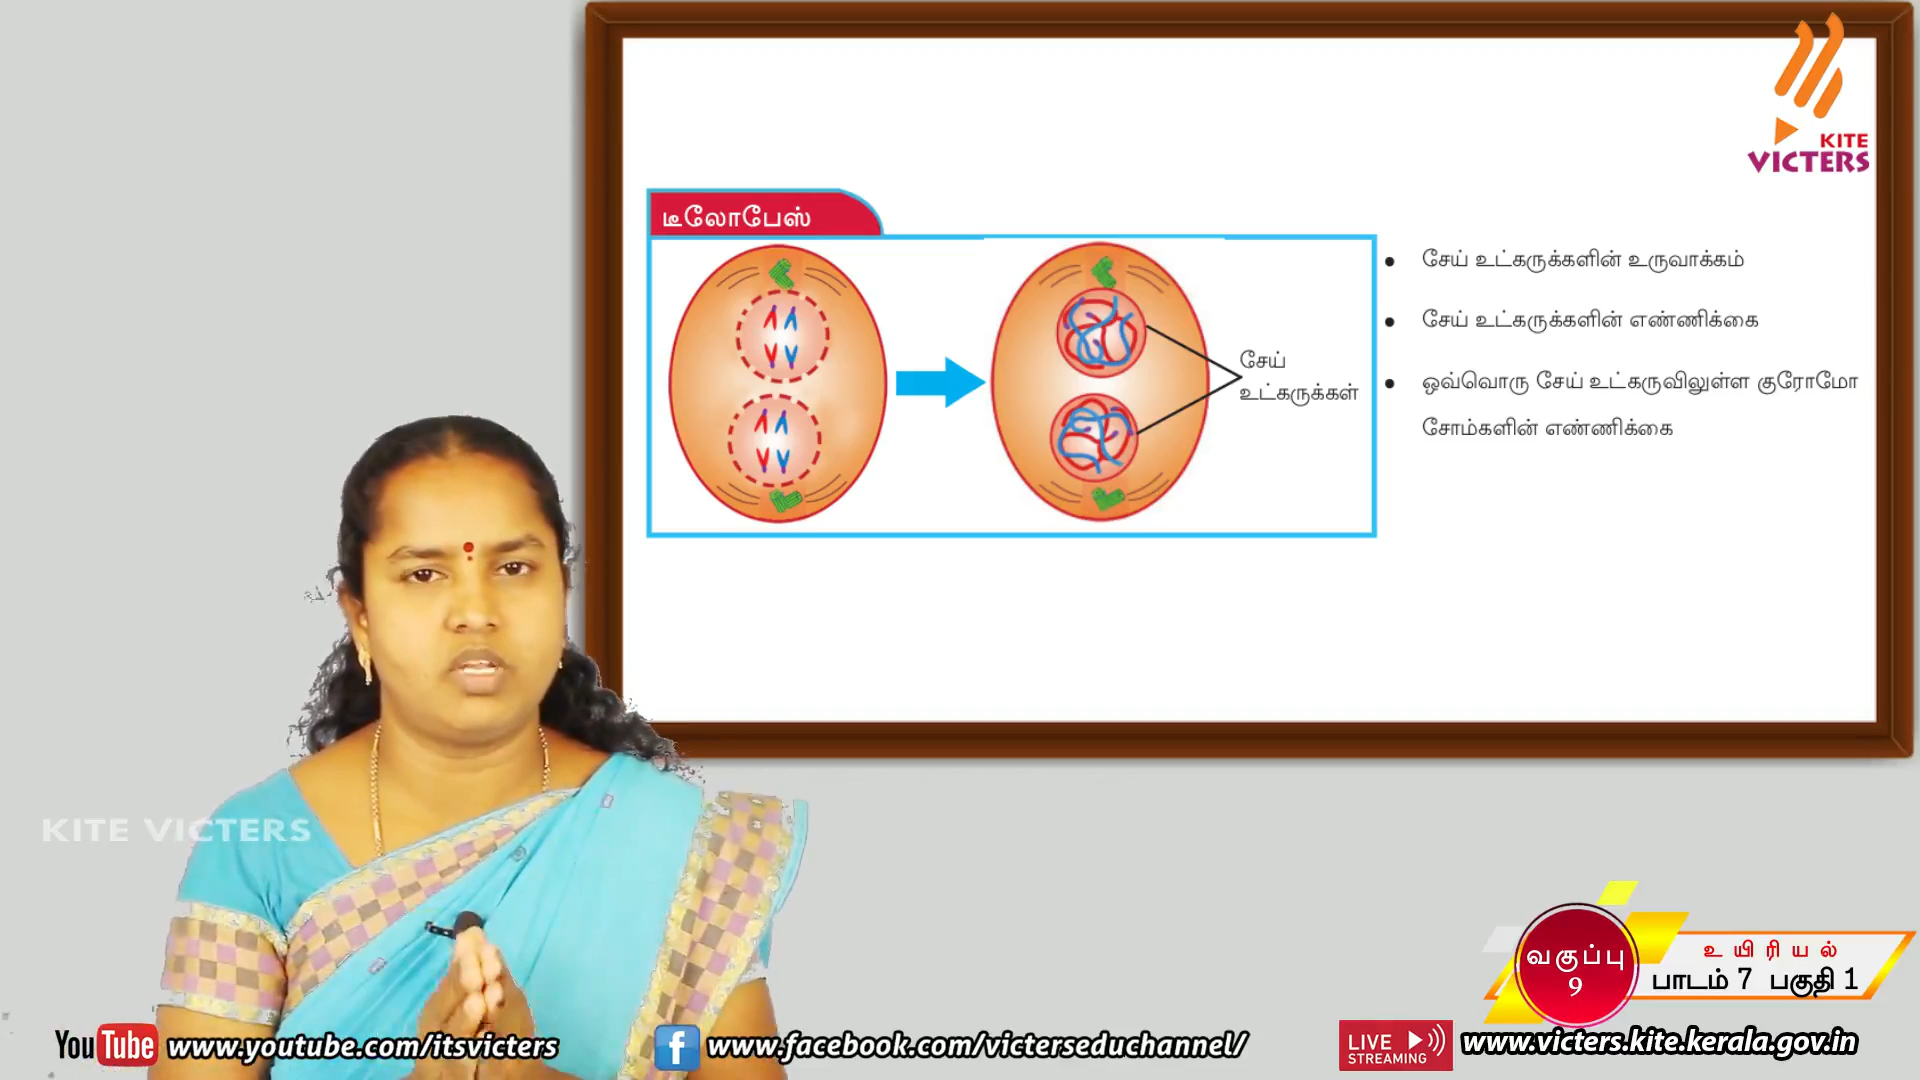 KITE
VICTERS
டீலோபேஸ்
சேய்
உட்கருக்கள்
• சேய் உட்கருக்களின் உருவாக்கம்
• சேய் உட்கருக்களின் எண்ணிக்கை
• ஒவ்வொரு சேய் உட்கருவிலுள்ள குரோமோ
சோம்களின் எண்ணிக்கை
KITE VICTERS
வகுப்பு
9
உயிரியல்
பாடம் 7 பகுதி 1
YouTube www.youtube.com/itsvicters
f www.facebook.com/victerseduchannel/
LIVE
STREAMING
www.victers.kite.kerala.gov.in